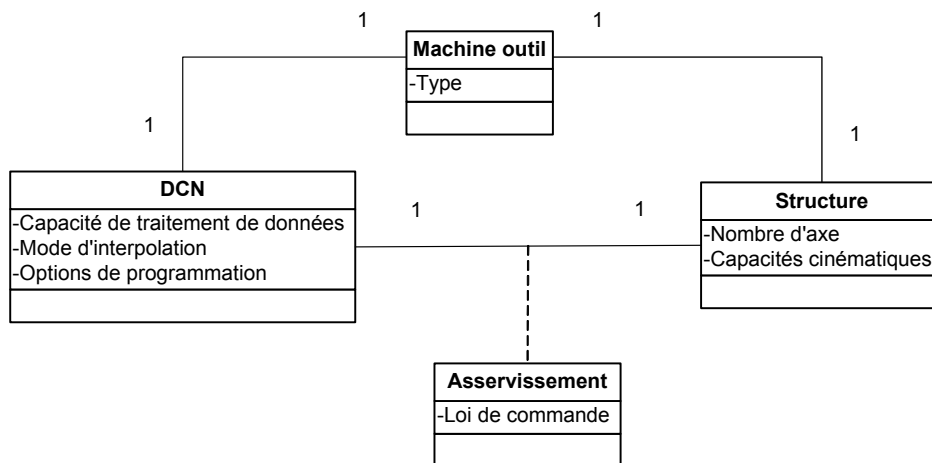 1
1
Machine outil
-Type
1
1
DCN
-Capacité de traitement de données
-Mode d'interpolation
-Options de programmation
1
1
Structure
-Nombre d'axe
-Capacités cinématiques
Asservissement
-Loi de commande